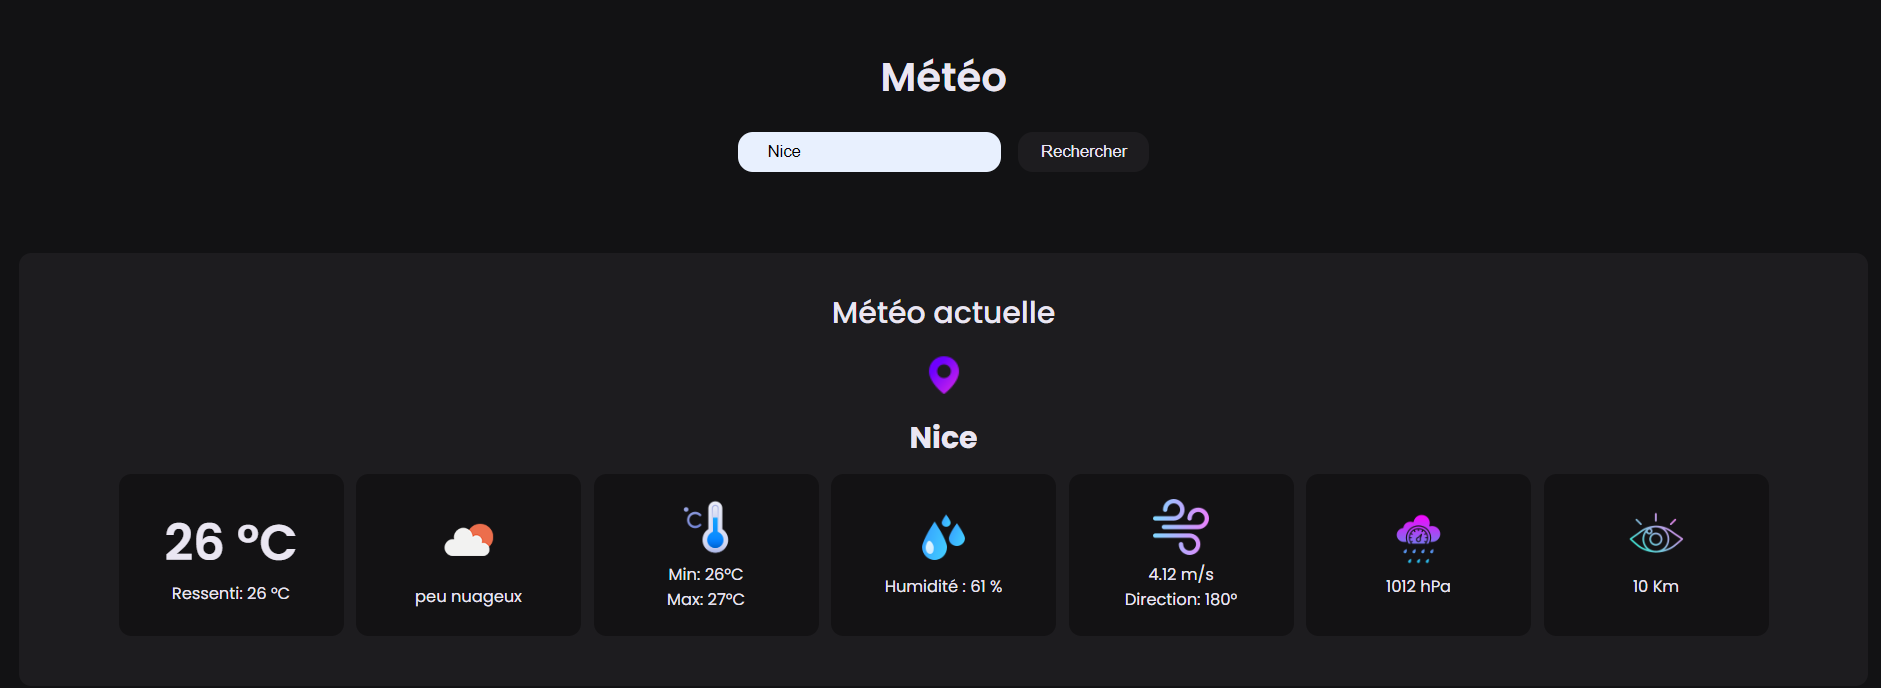 Météo
Nice
Rechercher
Météo actuelle
Nice
26 °C
Ressenti: 26 °C
peu nuageux
°C
Min: 26°C
Max: 27°C
Humidité : 61 %
4.12 m/s
Direction: 180°
1012 hPa
10 Km